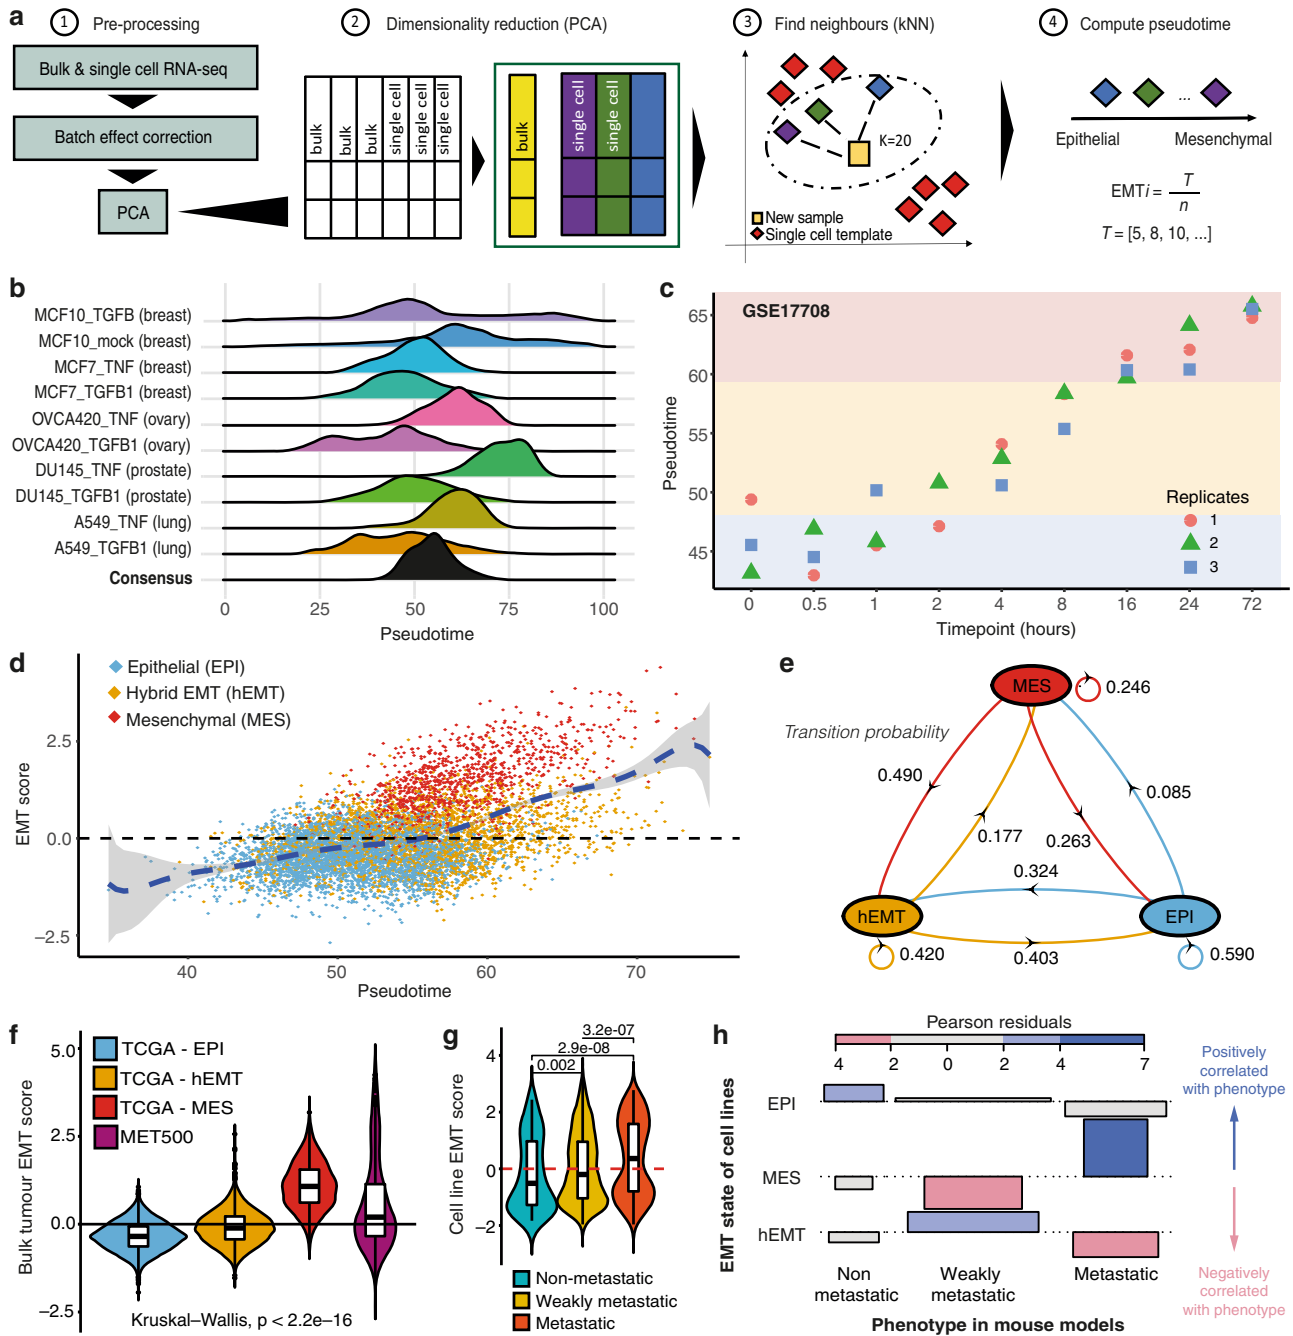 a
1 Pre-processing
2 Dimensionality reduction (PCA)
3 Find neighbours (kNN)
4 Compute pseudotime
Bulk & single cell RNA-seq
Batch effect correction
PCA
bulk
bulk
bulk
single cell
single cell
single cell
bulk
single cell
single cell
K=20
New sample
Single cell template
...
Epithelial
Mesenchymal
EMTi = T
n
T = [5, 8, 10, ...]
b
MCF10_TGFB (breast)
MCF10_mock (breast)
MCF7_TNF (breast)
MCF7_TGFB1 (breast)
OVCA420_TNF (ovary)
OVCA420_TGFB1 (ovary)
DU145_TNF (prostate)
DU145_TGFB1 (prostate)
A549_TNF (lung)
A549_TGFB1 (lung)
Consensus
0 25 50 75 100
Pseudotime
c
GSE17708
65
60
55
50
45
Pseudotime
Replicates
1
2
3
0 0.5 1 2 4 8 16 24 72
Timepoint (hours)
d
Epithelial (EPI)
Hybrid EMT (hEMT)
Mesenchymal (MES)
EMT score
2.5
0.0
−2.5
40 50 60 70
Pseudotime
e
MES
0.246
Transition probability
0.490
0.085
0.177
0.263
0.324
hEMT
EPI
0.420
0.403
0.590
f
Bulk tumour EMT score
5.0
2.5
0.0
−2.5
TCGA - EPI
TCGA - hEMT
TCGA - MES
MET500
Kruskal–Wallis, p < 2.2e−16
g
Cell line EMT score
4
2
0
−2
3.2e-07
2.9e-08
0.002
Non-metastatic
Weakly metastatic
Metastatic
h
Pearson residuals
4 2 0 2 4 7
Positively
correlated
with phenotype
EMT state of cell lines
EPI
MES
hEMT
Non
metastatic
Weakly
metastatic
Metastatic
Negatively
correlated
with phenotype
Phenotype in mouse models